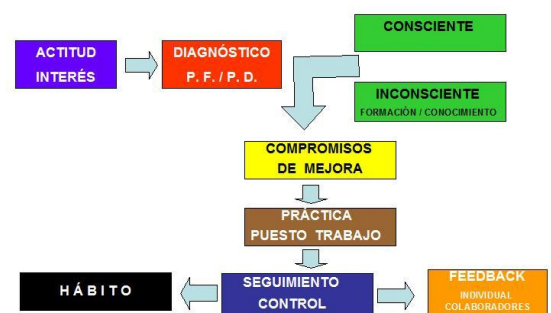 ACTITUD
INTERÉS
DIAGNÓSTICO
P. F. / P. D.
CONSCIENTE
INCONSCIENTE
FORMACIÓN / CONOCIMIENTO
COMPROMISOS
DE MEJORA
PRÁCTICA
PUESTO TRABAJO
HÁBITO
SEGUIMIENTO
CONTROL
FEEDBACK
INDIVIDUAL
COLABORADORES